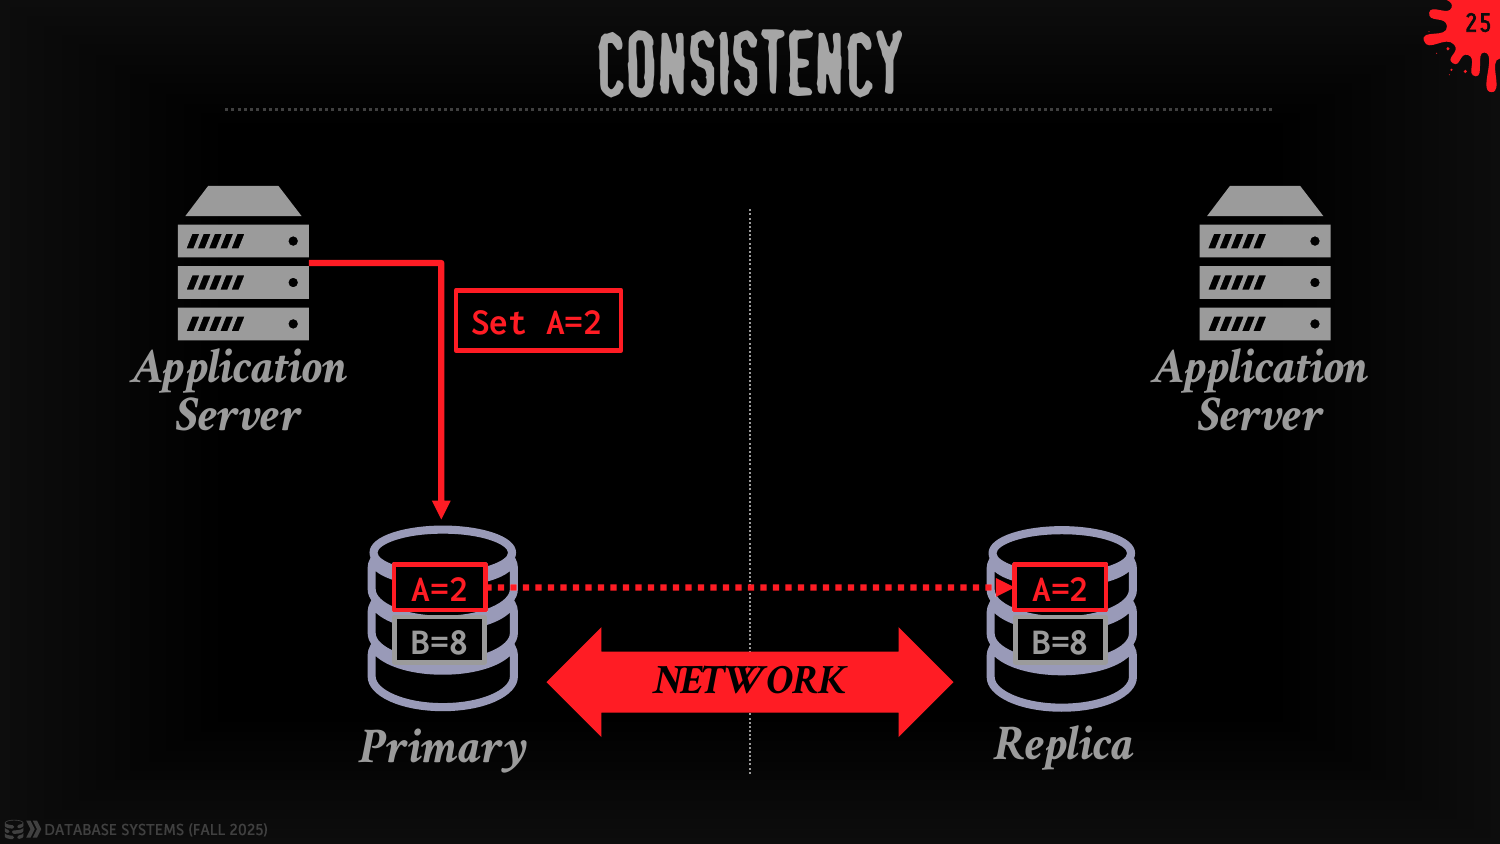 CONSISTENCY
25
Set A=2
Application
Server
Application
Server
A=2
A=2
B=8
B=8
NETWORK
Primary
Replica
DATABASE SYSTEMS (FALL 2025)